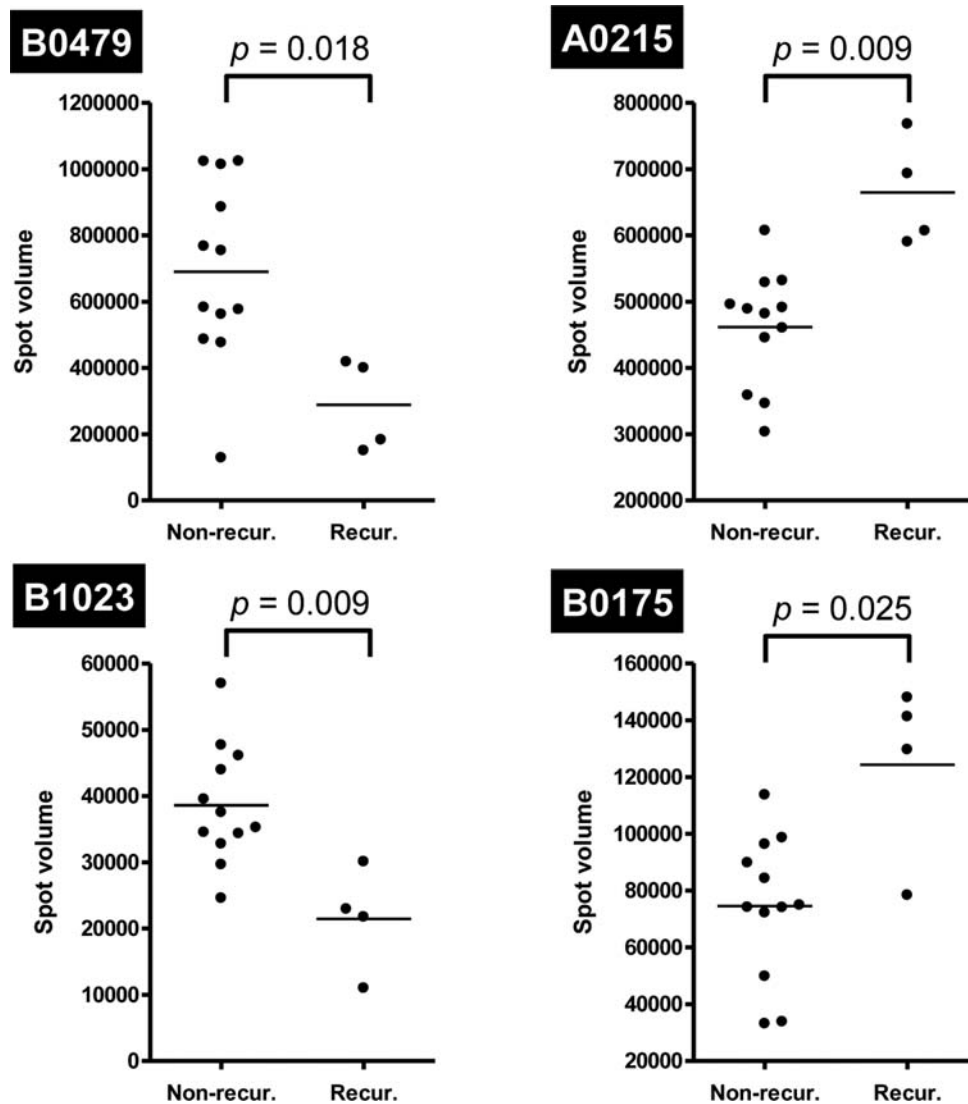 B0479
p = 0.018
1200000
1000000
800000
600000
400000
200000
0
Spot volume
Non-recur.
Recur.
A0215
p = 0.009
800000
700000
600000
500000
400000
300000
200000
Spot volume
Non-recur.
Recur.
B1023
p = 0.009
60000
50000
40000
30000
20000
10000
0
Spot volume
Non-recur.
Recur.
B0175
p = 0.025
160000
140000
120000
100000
80000
60000
40000
20000
Spot volume
Non-recur.
Recur.